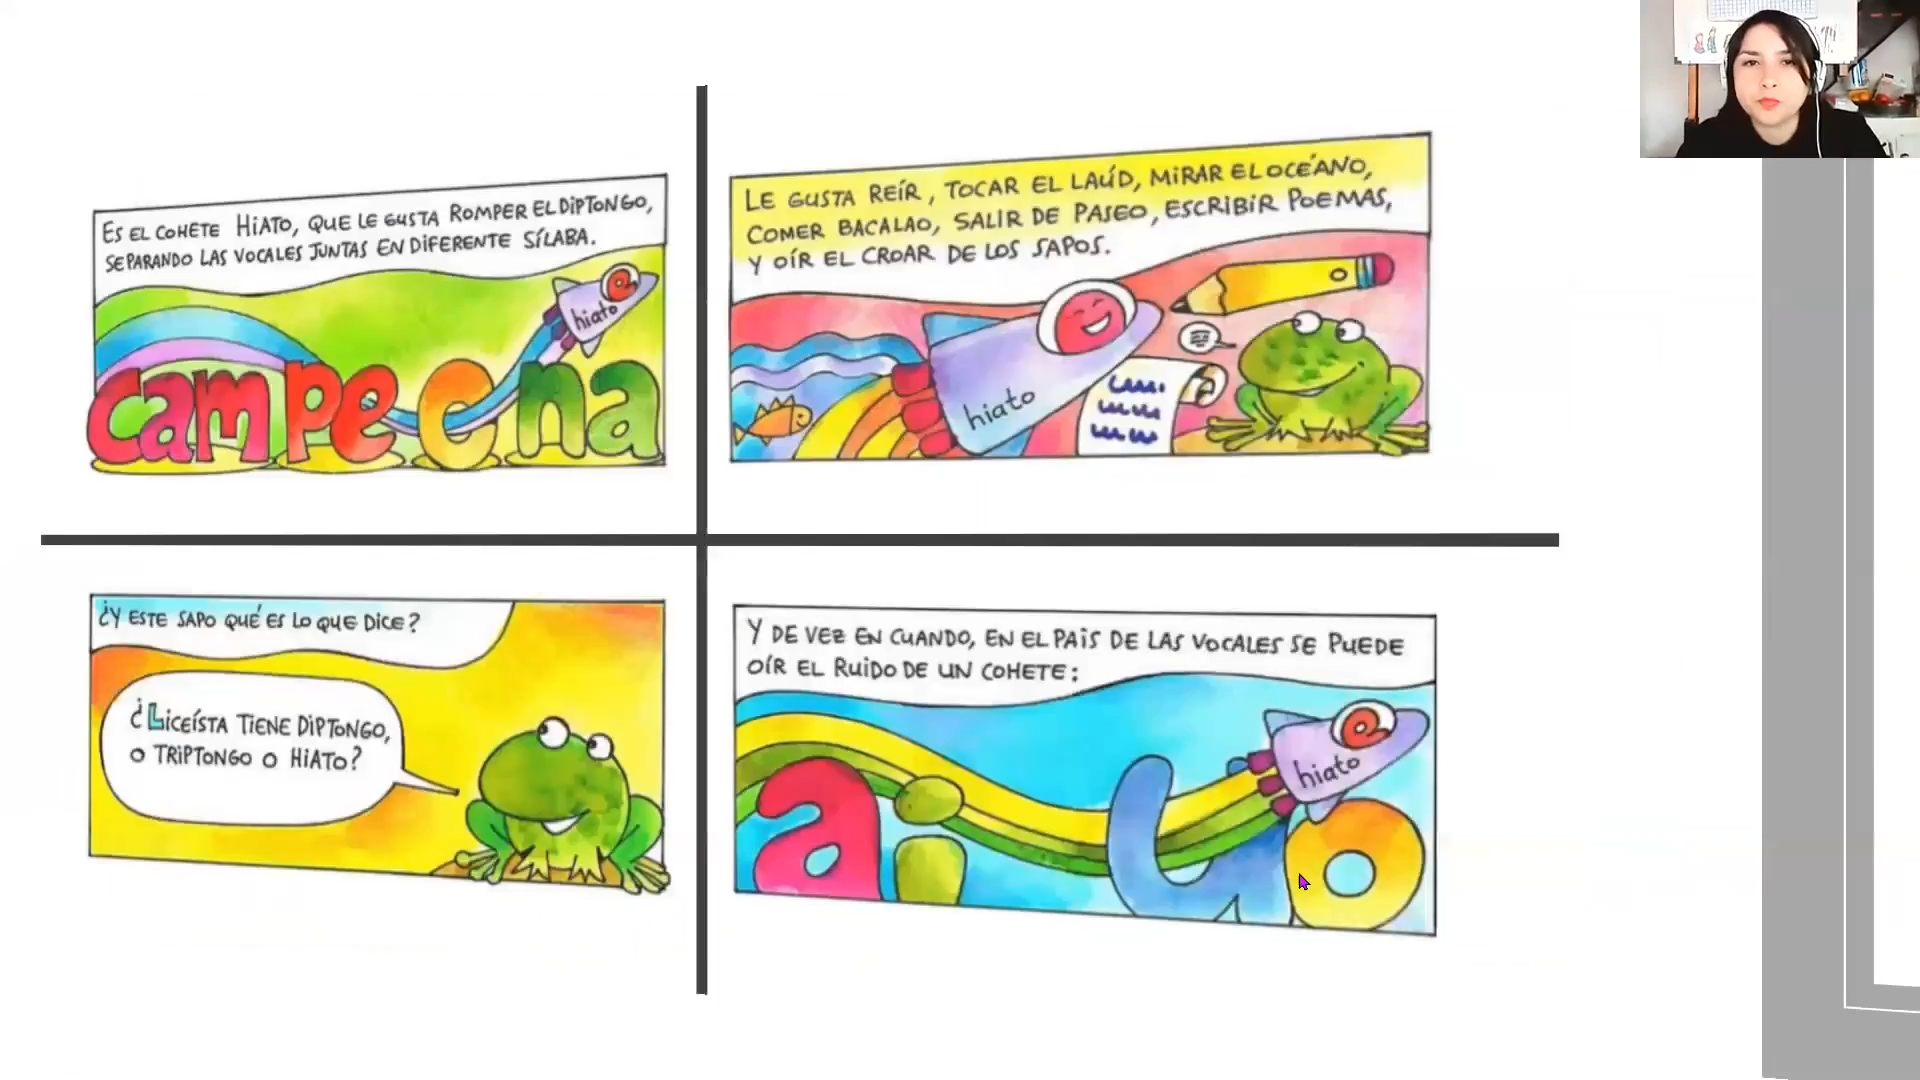 ES EL COHETE HIATO, QUE LE GUSTA ROMPER EL DIPTONGO,
SEPARANDO LAS VOCALES JUNTAS EN DIFERENTE SÍLABA.
hiato
campeona
LE GUSTA REÍR, TOCAR EL LAÚD, MIRAR EL OCÉANO,
COMER BACALAO, SALIR DE PASEO, ESCRIBIR POEMAS,
Y OÍR EL CROAR DE LOS SAPOS.
hiato
¿Y ESTE SAPO QUÉ ES LO QUE DICE?
¿LICEÍSTA TIENE DIPTONGO,
O TRIPTONGO O HIATO?
Y DE VEZ EN CUANDO, EN EL PAÍS DE LAS VOCALES SE PUEDE
OÍR EL RUIDO DE UN COHETE:
hiato
a i u o